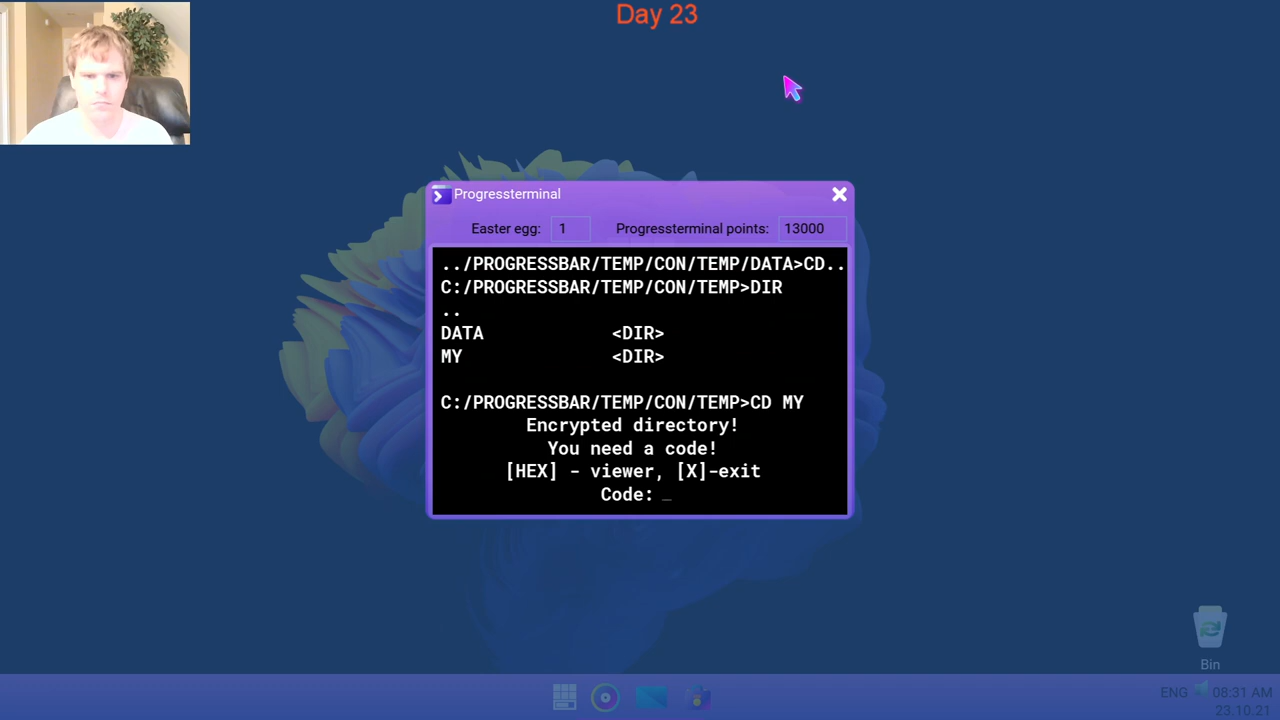 Day 23
Progressterminal
Easter egg: 1 Progressterminal points: 13000
../PROGRESSBAR/TEMP/CON/TEMP/DATA>CD..
C:/PROGRESSBAR/TEMP/CON/TEMP>DIR
..
DATA <DIR>
MY <DIR>
C:/PROGRESSBAR/TEMP/CON/TEMP>CD MY
Encrypted directory!
You need a code!
[HEX] - viewer, [X]-exit
Code: _
Bin
ENG 08:31 AM
23.10.21